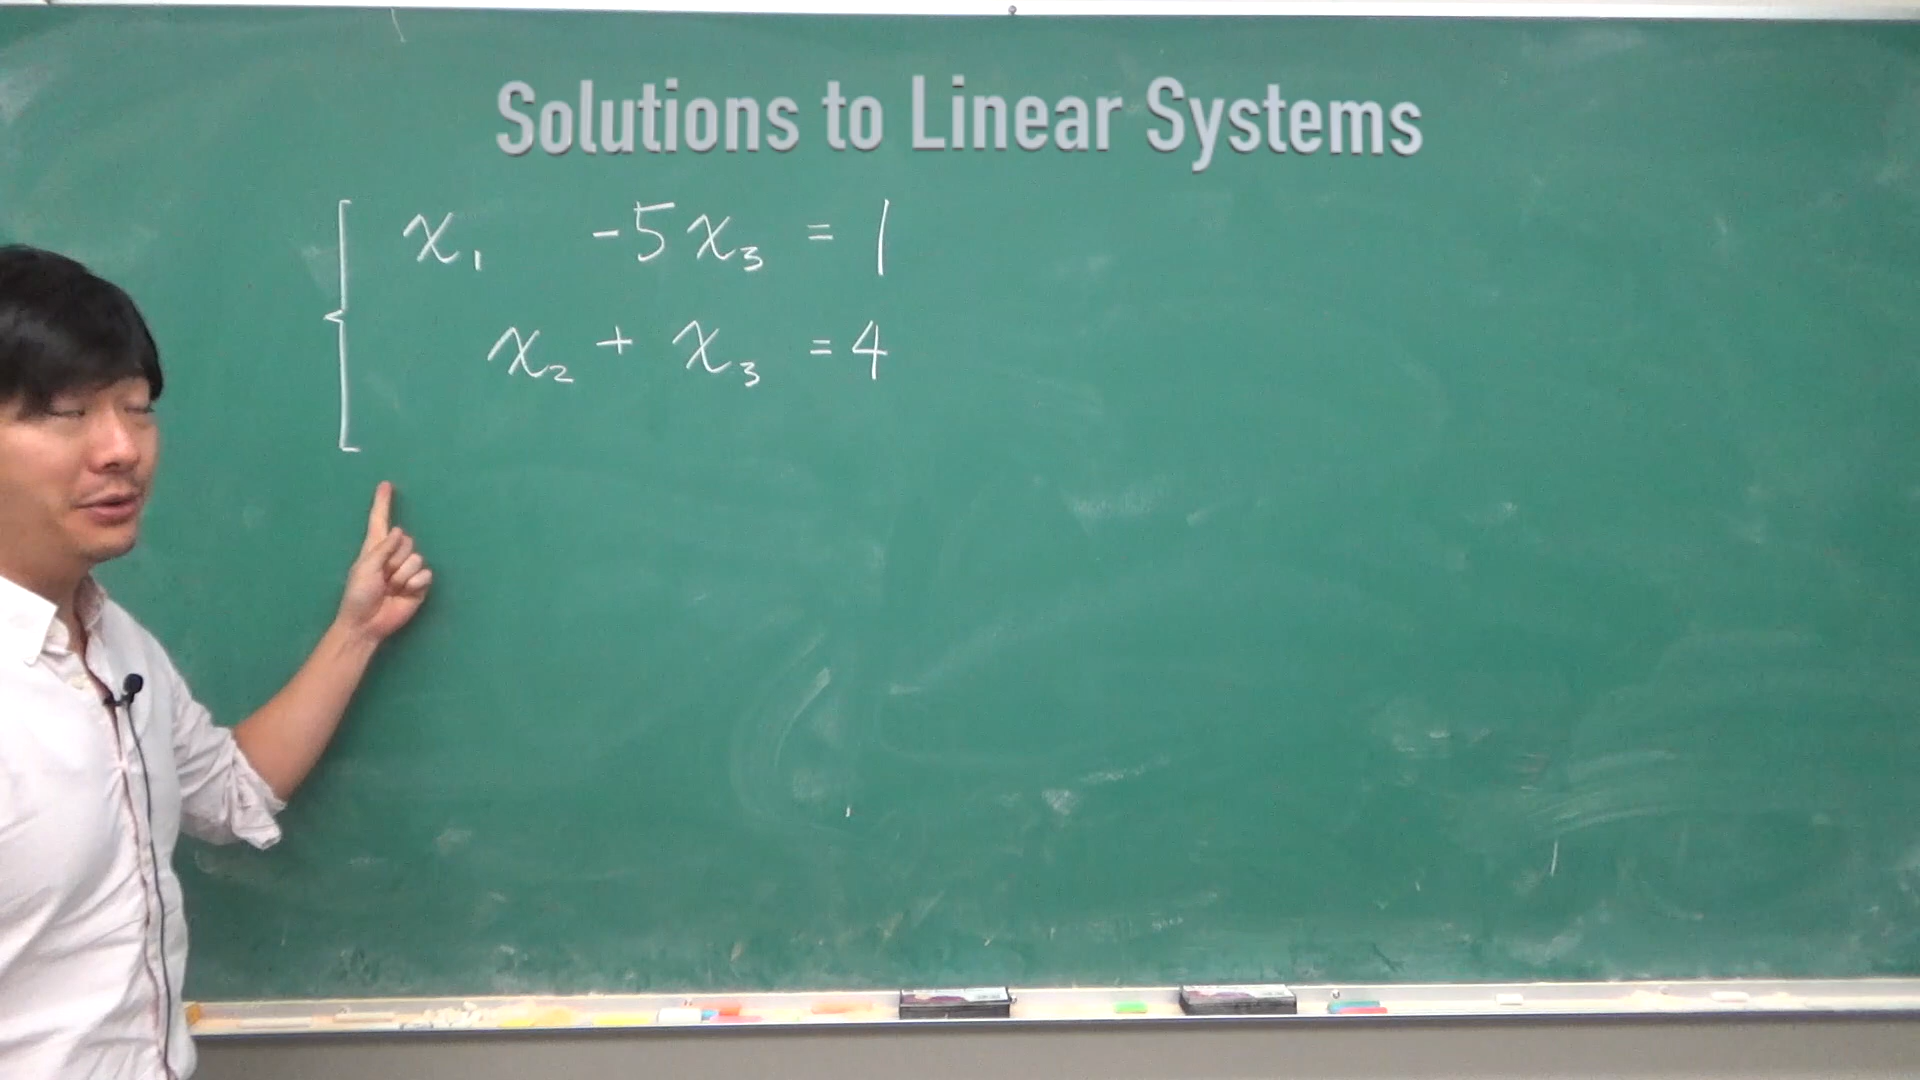 Solutions to Linear Systems
x₁ -5x₃ = 1
x₂ + x₃ = 4